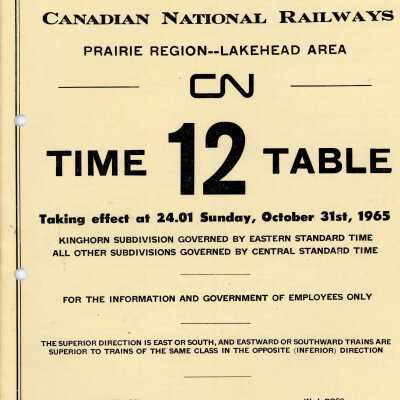 CANADIAN NATIONAL RAILWAYS
PRAIRIE REGION--LAKEHEAD AREA
CN
TIME 12 TABLE
Taking effect at 24.01 Sunday, October 31st, 1965
KINGHORN SUBDIVISION GOVERNED BY EASTERN STANDARD TIME
ALL OTHER SUBDIVISIONS GOVERNED BY CENTRAL STANDARD TIME
FOR THE INFORMATION AND GOVERNMENT OF EMPLOYEES ONLY
THE SUPERIOR DIRECTION IS EAST OR SOUTH, AND EASTWARD OR SOUTHWARD TRAINS ARE
SUPERIOR TO TRAINS OF THE SAME CLASS IN THE OPPOSITE (INFERIOR) DIRECTION